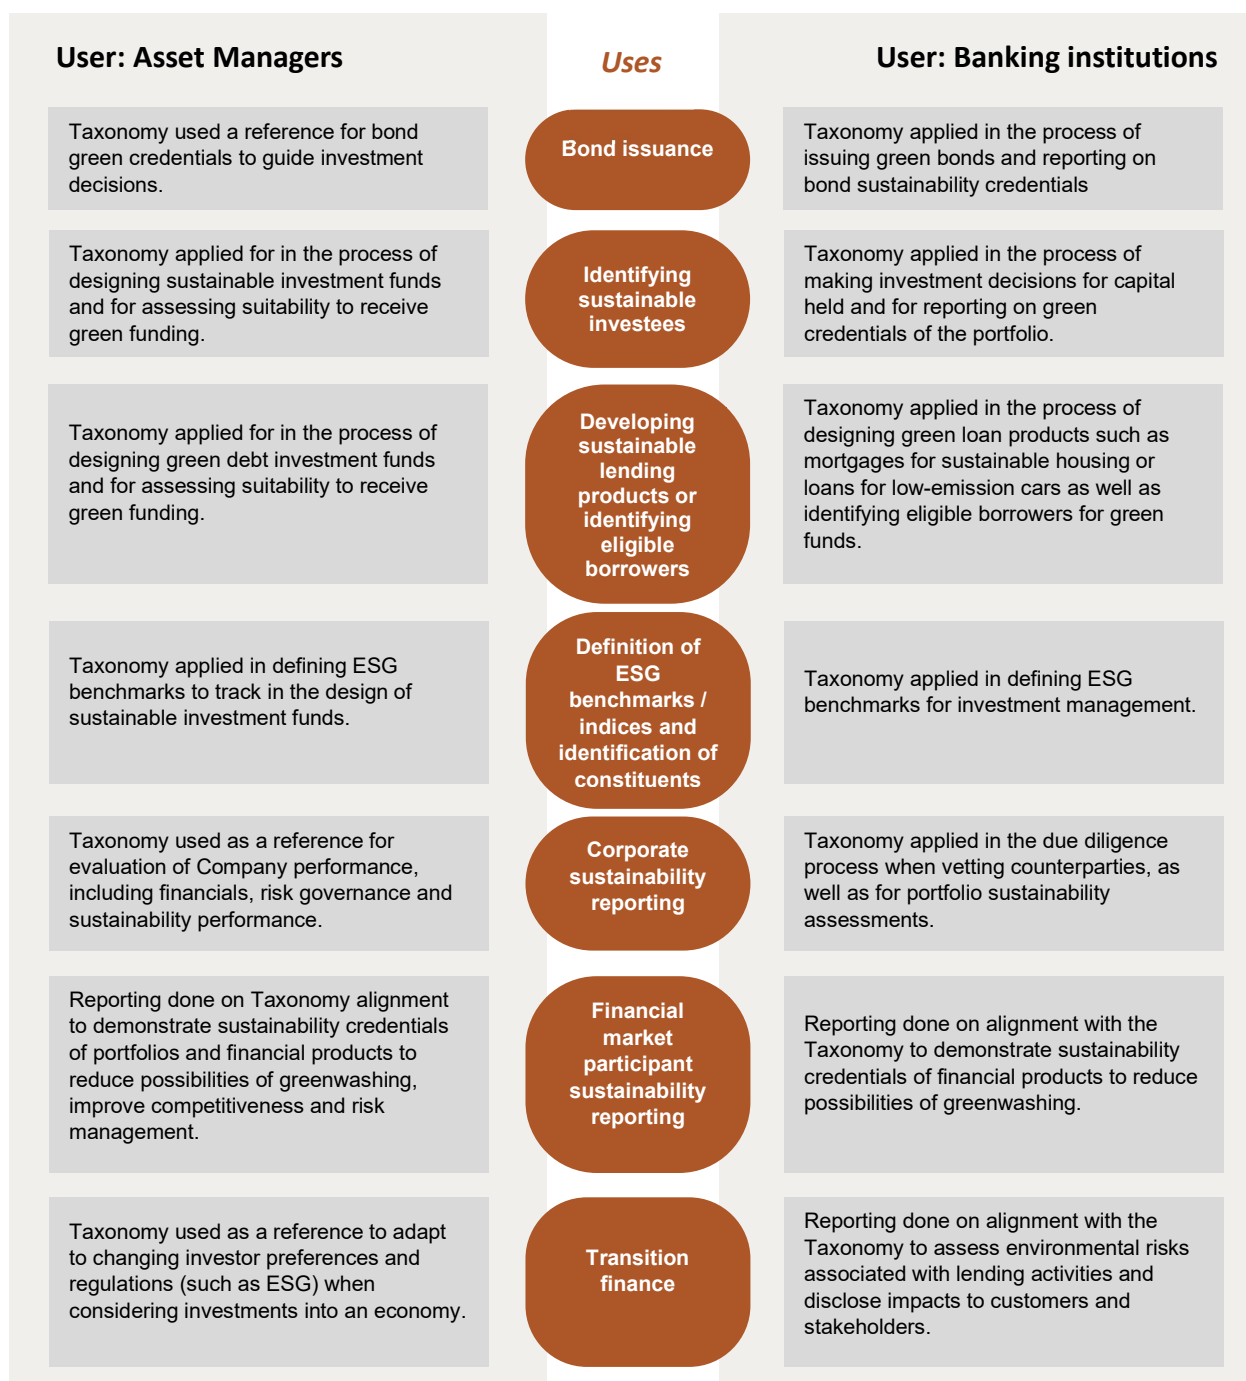 User: Asset Managers
Uses
User: Banking institutions
Taxonomy used a reference for bond
green credentials to guide investment
decisions.
Bond issuance
Taxonomy applied in the process of
issuing green bonds and reporting on
bond sustainability credentials
Taxonomy applied for in the process of
designing sustainable investment funds
and for assessing suitability to receive
green funding.
Identifying
sustainable
investees
Taxonomy applied in the process of
making investment decisions for capital
held and for reporting on green
credentials of the portfolio.
Taxonomy applied for in the process of
designing green debt investment funds
and for assessing suitability to receive
green funding.
Developing
sustainable
lending
products or
identifying
eligible
borrowers
Taxonomy applied in the process of
designing green loan products such as
mortgages for sustainable housing or
loans for low-emission cars as well as
identifying eligible borrowers for green
funds.
Taxonomy applied in defining ESG
benchmarks to track in the design of
sustainable investment funds.
Definition of
ESG
benchmarks /
indices and
identification of
constituents
Taxonomy applied in defining ESG
benchmarks for investment management.
Taxonomy used as a reference for
evaluation of Company performance,
including financials, risk governance and
sustainability performance.
Corporate
sustainability
reporting
Taxonomy applied in the due diligence
process when vetting counterparties, as
well as for portfolio sustainability
assessments.
Reporting done on Taxonomy alignment
to demonstrate sustainability credentials
of portfolios and financial products to
reduce possibilities of greenwashing,
improve competitiveness and risk
management.
Financial
market
participant
sustainability
reporting
Reporting done on alignment with the
Taxonomy to demonstrate sustainability
credentials of financial products to reduce
possibilities of greenwashing.
Taxonomy used as a reference to adapt
to changing investor preferences and
regulations (such as ESG) when
considering investments into an economy.
Transition
finance
Reporting done on alignment with the
Taxonomy to assess environmental risks
associated with lending activities and
disclose impacts to customers and
stakeholders.